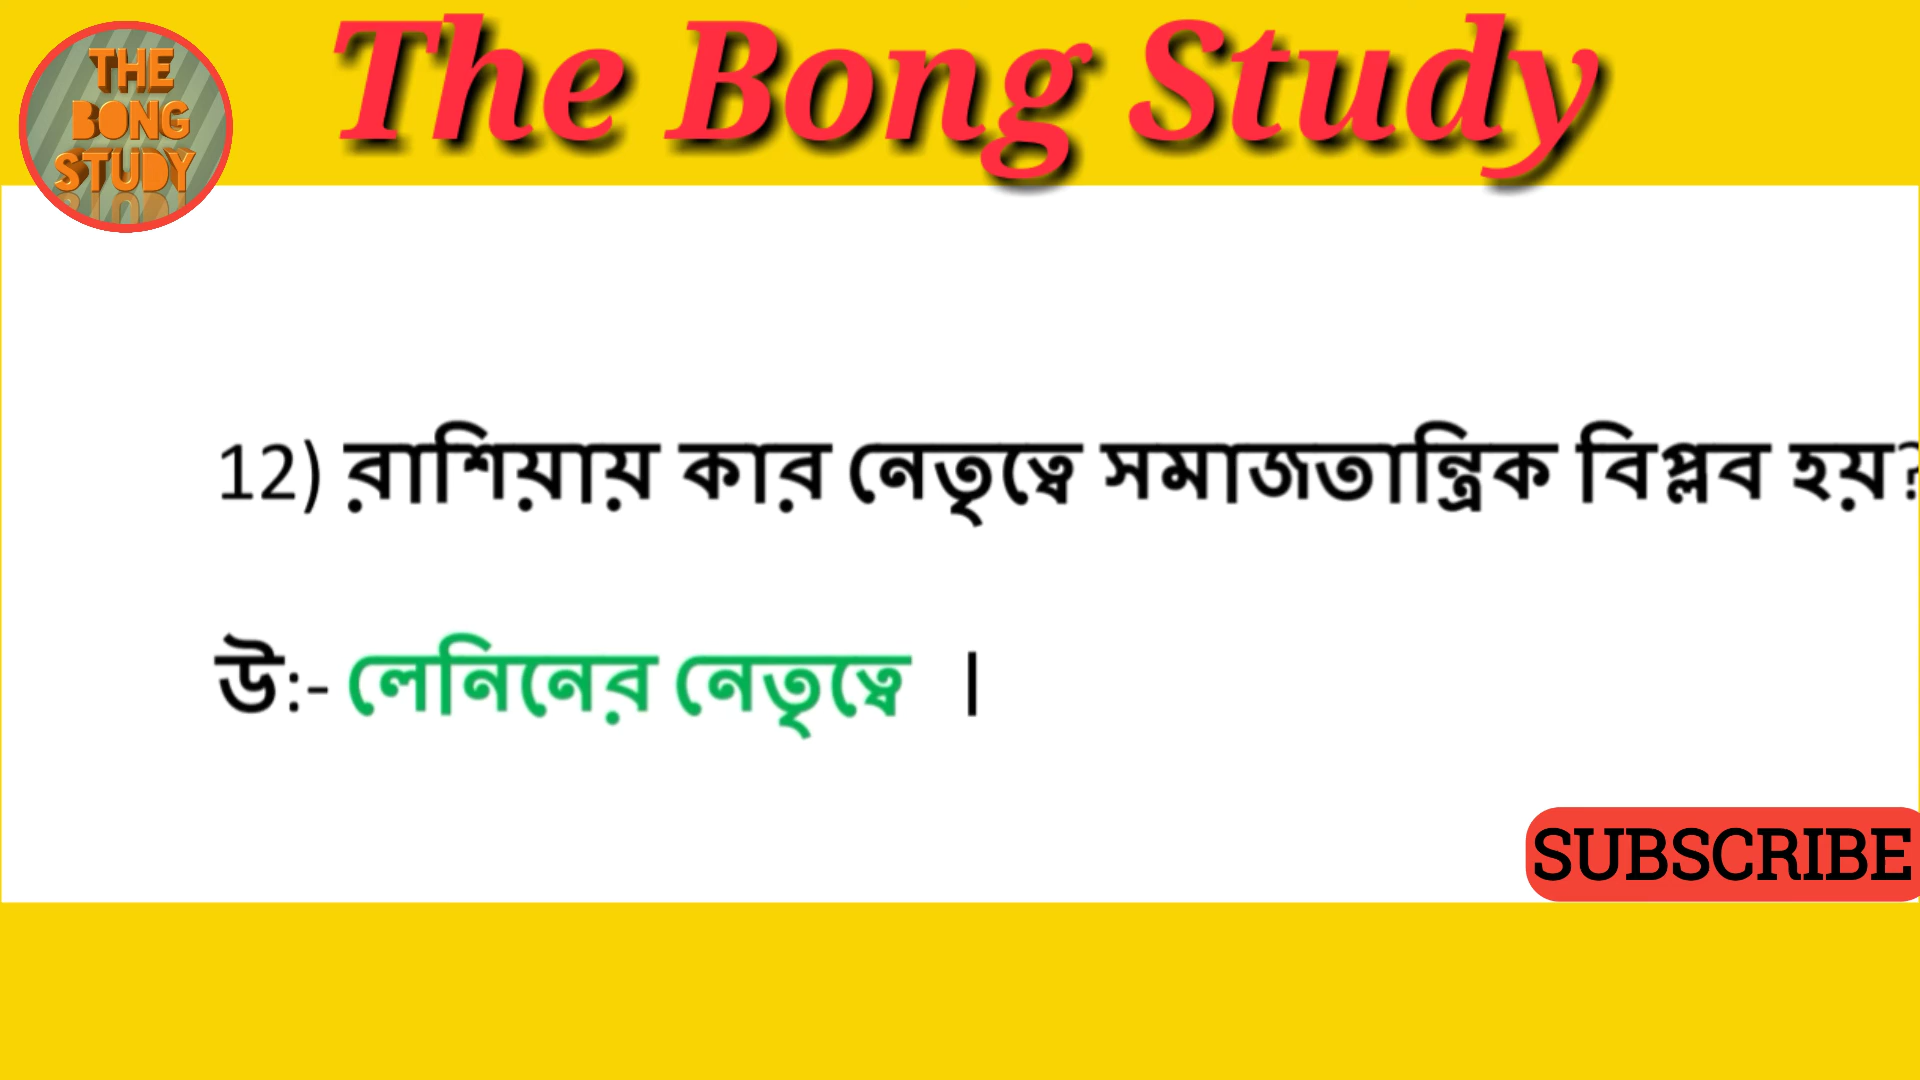 THE
BONG
STUDY
The Bong Study
12) রাশিয়ায় কার নেতৃত্বে সমাজতান্ত্রিক বিপ্লব হয়?
উ:- লেনিনের নেতৃত্বে ।
SUBSCRIBE